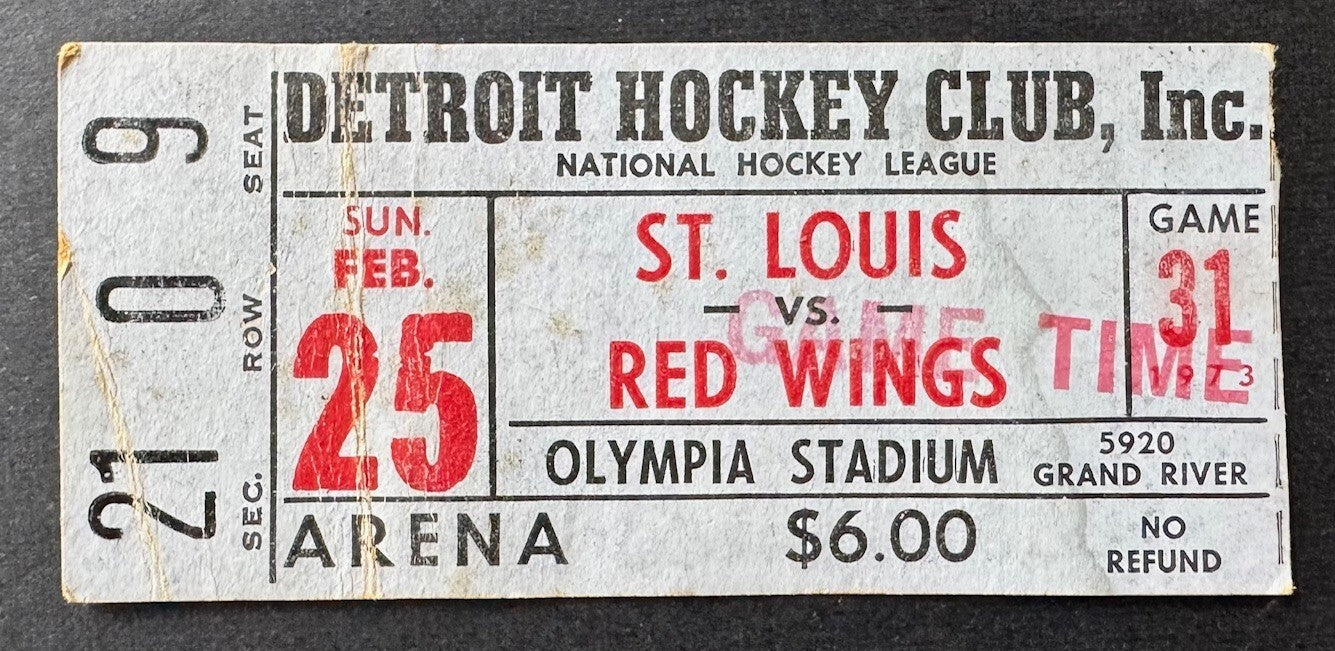 SEC. 21
ROW 0
SEAT 9
DETROIT HOCKEY CLUB, Inc.
NATIONAL HOCKEY LEAGUE
SUN.
FEB.
25
ST. LOUIS
— VS. —
RED WINGS
GAME TIME
GAME
31
1973
OLYMPIA STADIUM
5920
GRAND RIVER
ARENA
$6.00
NO
REFUND